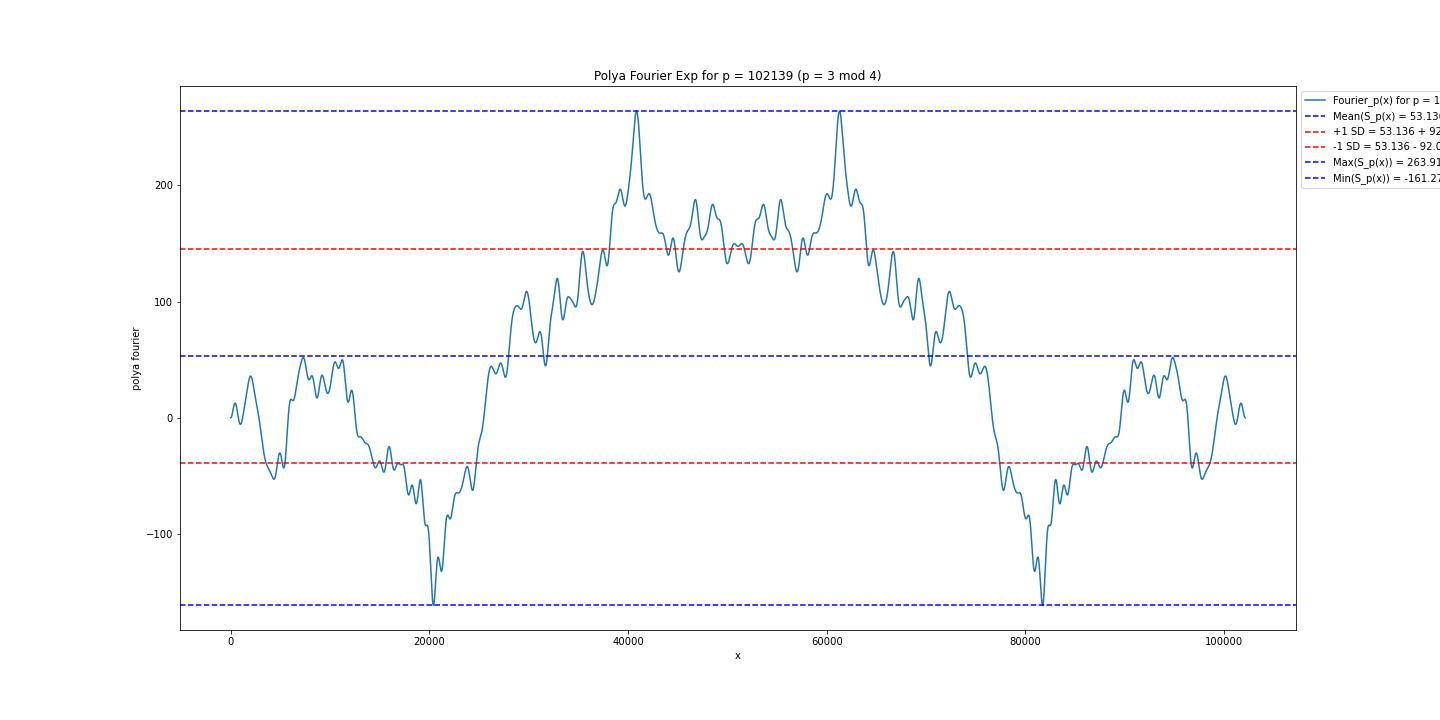 Polya Fourier Exp for p = 102139 (p = 3 mod 4)
Fourier_p(x) for p = 1
Mean(S_p(x) = 53.136
+1 SD = 53.136 + 92
-1 SD = 53.136 - 92.0
Max(S_p(x)) = 263.91
Min(S_p(x)) = -161.27
polya fourier
200
100
0
−100
0
20000
40000
60000
80000
100000
x